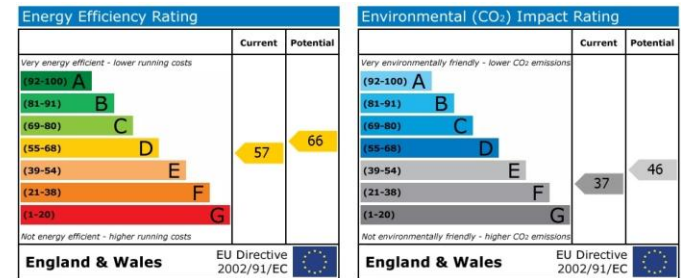 Energy Efficiency Rating
Current Potential
Very energy efficient - lower running costs
(92-100) A
(81-91) B
(69-80) C
(55-68) D
(39-54) E
(21-38) F
(1-20) G
57
66
Not energy efficient - higher running costs
England & Wales
EU Directive
2002/91/EC
Environmental (CO₂) Impact Rating
Current Potential
Very environmentally friendly - lower CO₂ emissions
(92-100) A
(81-91) B
(69-80) C
(55-68) D
(39-54) E
(21-38) F
(1-20) G
37
46
Not environmentally friendly - higher CO₂ emissions
England & Wales
EU Directive
2002/91/EC